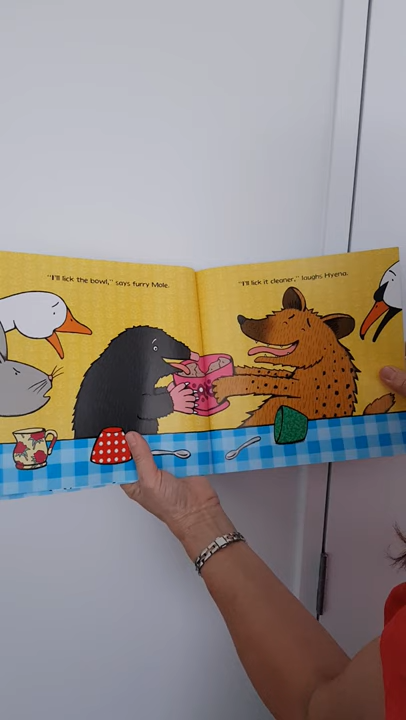 "I'll lick the bowl," says furry Mole.
"I'll lick it cleaner," laughs Hyena.